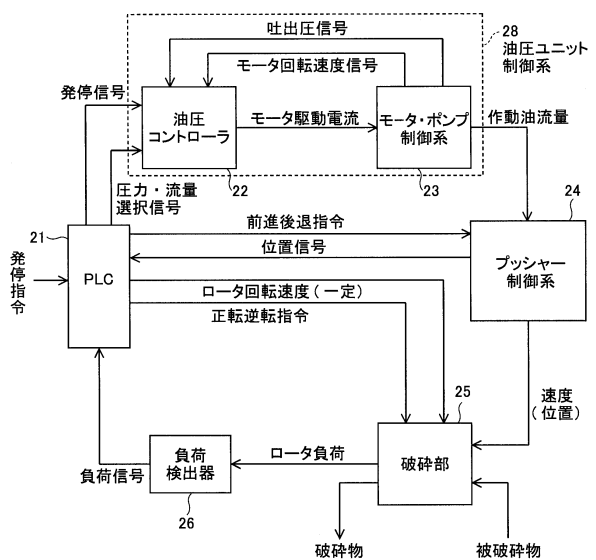 吐出圧信号
28
油圧ユニット
制御系
モータ回転速度信号
発停信号
油圧
コントローラ
モータ駆動電流
モータ・ポンプ
制御系
作動油流量
22
23
圧力・流量
選択信号
24
21
前進後退指令
発停指令
PLC
位置信号
プッシャー
制御系
ロータ回転速度(一定)
正転逆転指令
速度
(位置)
25
負荷信号
負荷
検出器
ロータ負荷
破砕部
26
破砕物
被破砕物